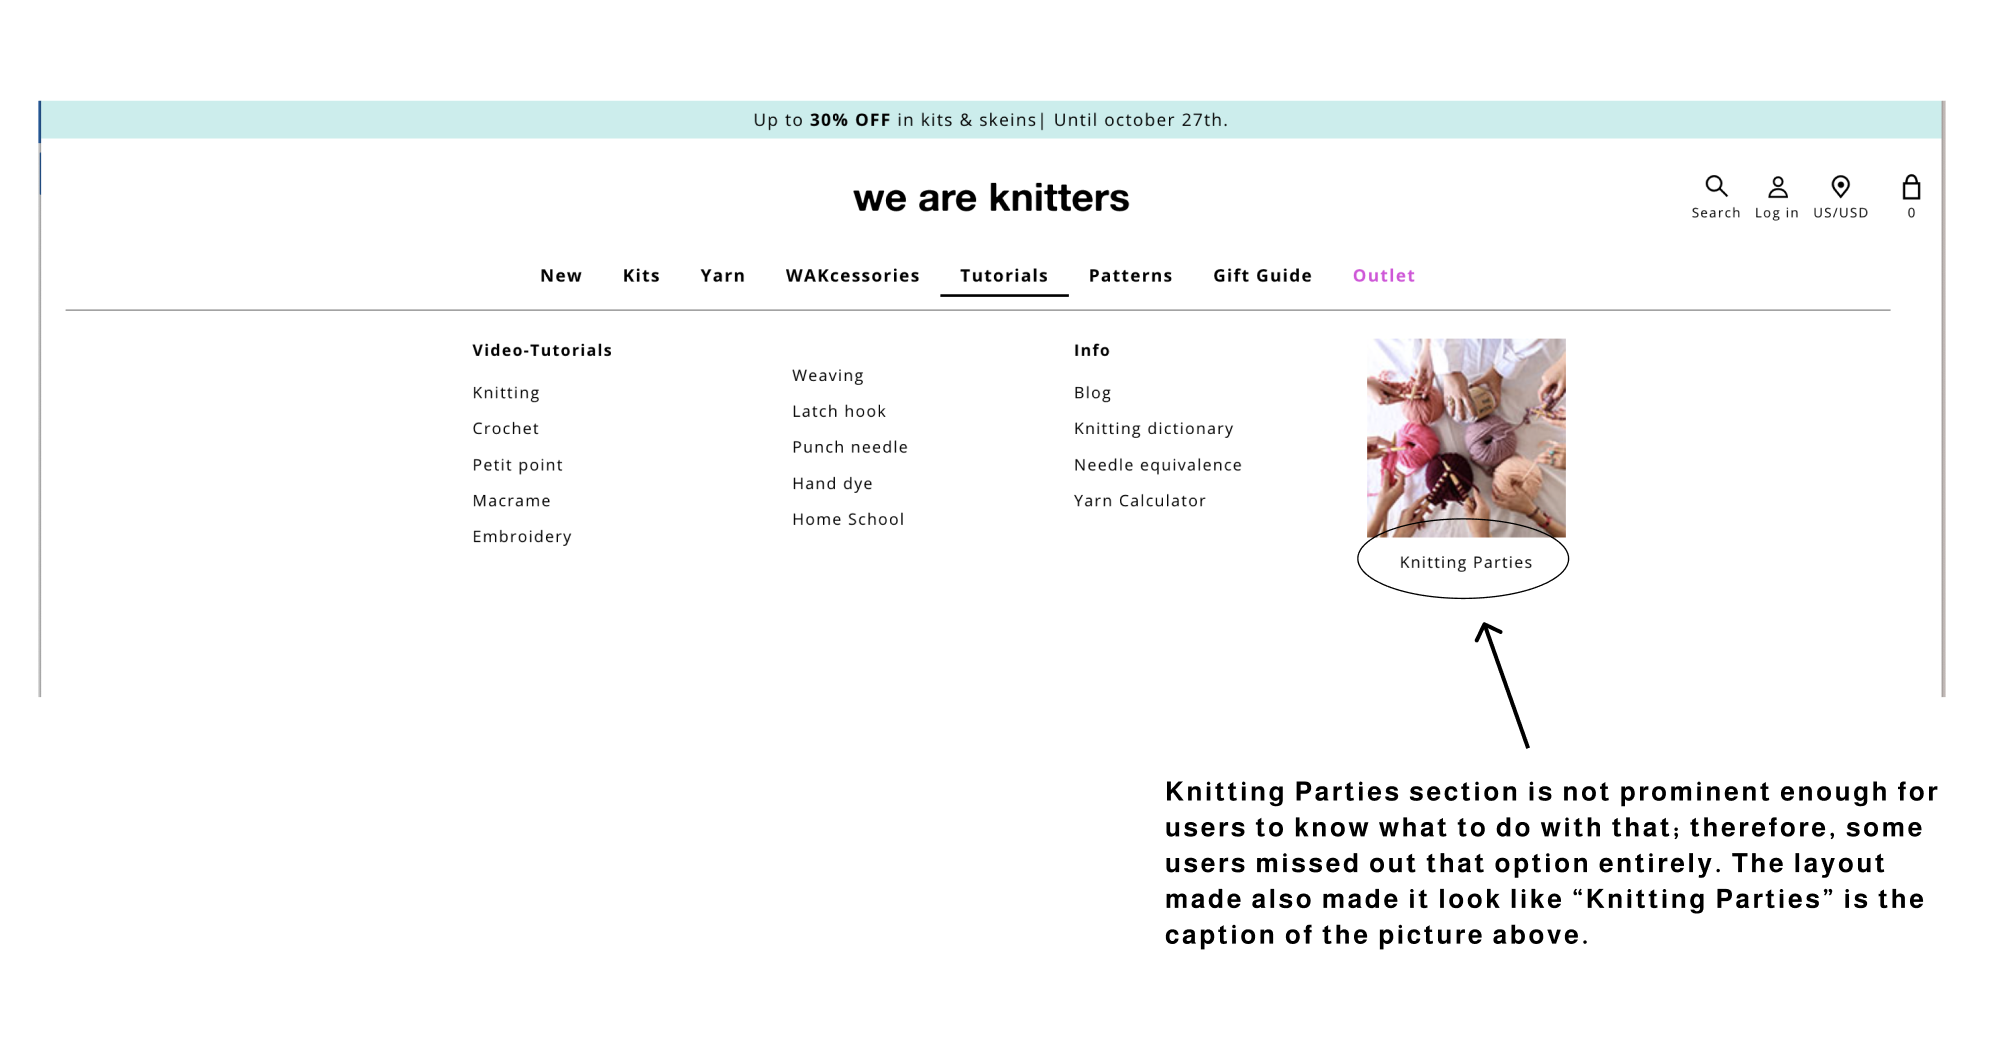 Up to 30% OFF in kits & skeins| Until october 27th.
we are knitters
Search Log in US/USD 0
New Kits Yarn WAKcessories Tutorials Patterns Gift Guide Outlet
Video-Tutorials
Knitting
Crochet
Petit point
Macrame
Embroidery
Weaving
Latch hook
Punch needle
Hand dye
Home School
Info
Blog
Knitting dictionary
Needle equivalence
Yarn Calculator
Knitting Parties
Knitting Parties section is not prominent enough for
users to know what to do with that; therefore, some
users missed out that option entirely. The layout
made also made it look like “Knitting Parties” is the
caption of the picture above.